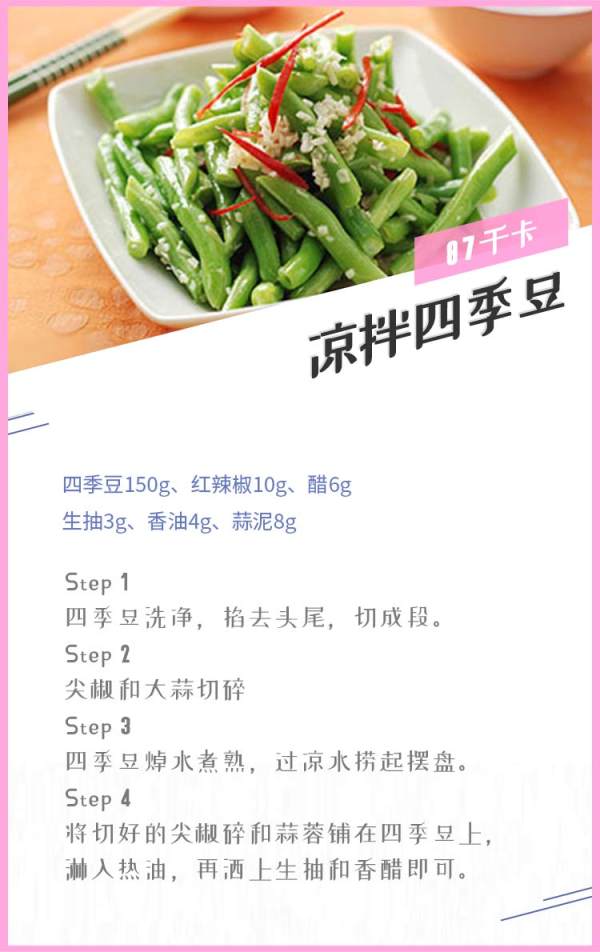 87千卡
凉拌四季豆
四季豆150g、红辣椒10g、醋6g
生抽3g、香油4g、蒜泥8g
Step 1
四季豆洗净，掐去头尾，切成段。
Step 2
尖椒和大蒜切碎
Step 3
四季豆焯水煮熟，过凉水捞起摆盘。
Step 4
将切好的尖椒碎和蒜蓉铺在四季豆上，
淋入热油，再洒上生抽和香醋即可。